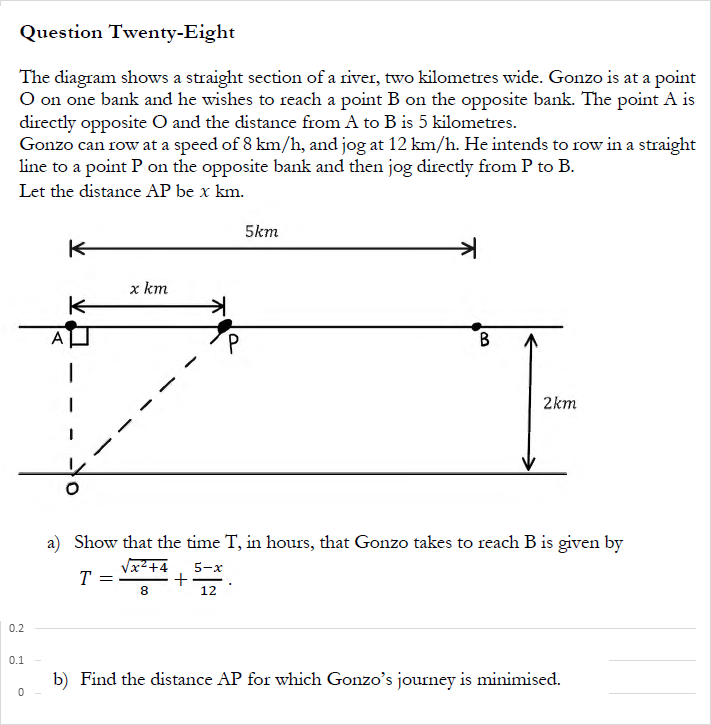 Question Twenty-Eight
The diagram shows a straight section of a river, two kilometres wide. Gonzo is at a point
O on one bank and he wishes to reach a point B on the opposite bank. The point A is
directly opposite O and the distance from A to B is 5 kilometres.
Gonzo can row at a speed of 8 km/h, and jog at 12 km/h. He intends to row in a straight
line to a point P on the opposite bank and then jog directly from P to B.
Let the distance AP be x km.
5km
x km
A
P
B
2km
O
a) Show that the time T, in hours, that Gonzo takes to reach B is given by
T = √(x²+4)/8 + (5−x)/12 .
0.2
0.1
b) Find the distance AP for which Gonzo’s journey is minimised.
0